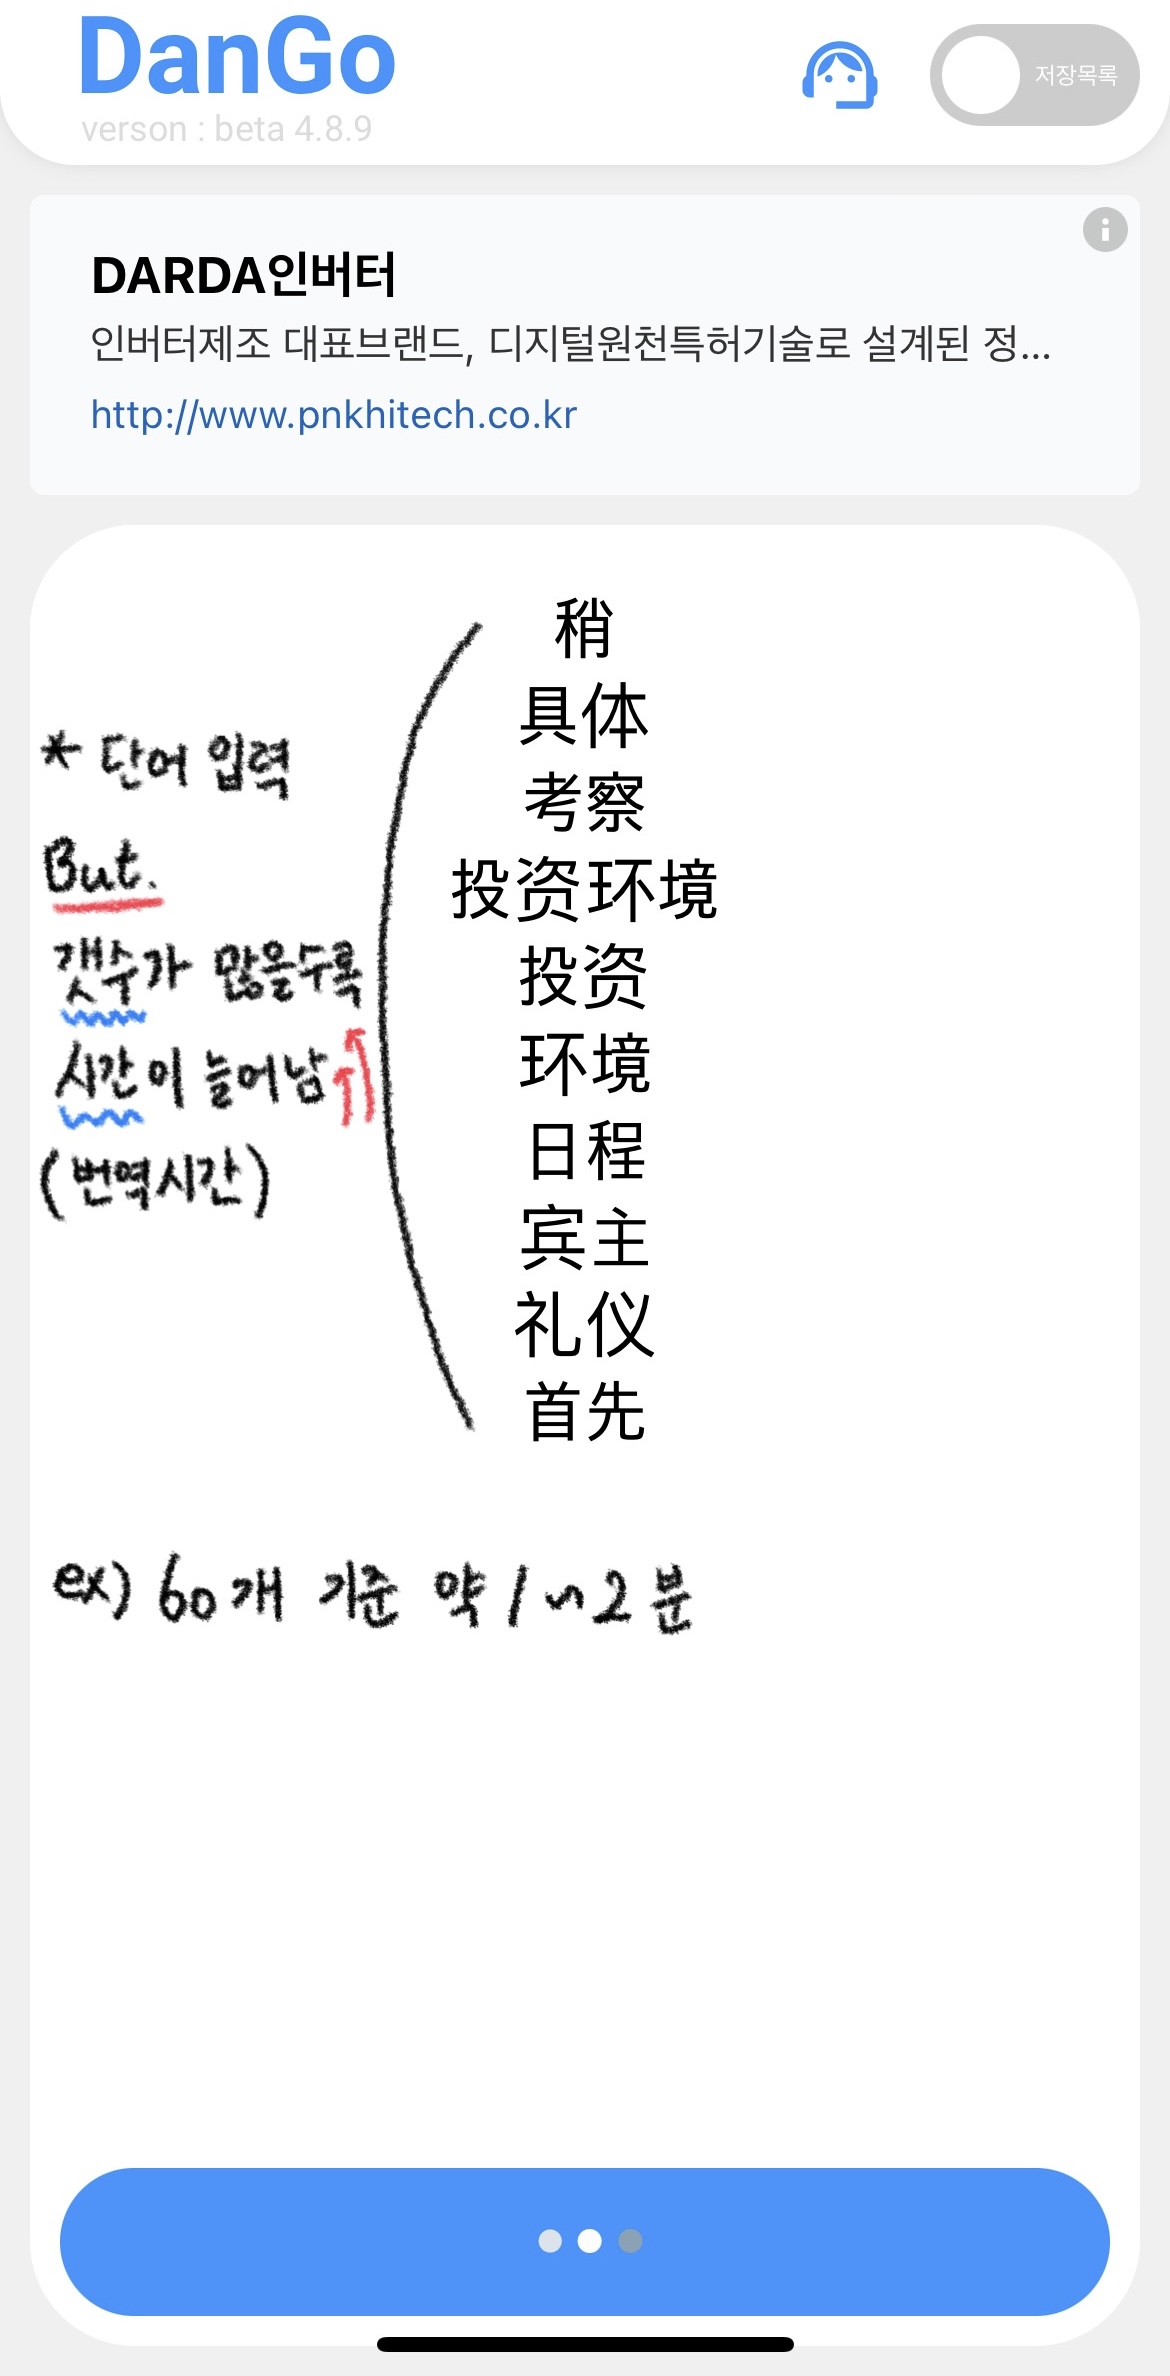 DanGo
verson : beta 4.8.9
저장목록
DARDA인버터
인버터제조 대표브랜드, 디지털원천특허기술로 설계된 정...
http://www.pnkhitech.co.kr
稍
具体
考察
投资环境
投资
环境
日程
宾主
礼仪
首先
* 단어 입력
But.
갯수가 많을수록
시간이 늘어남
(번역시간)
ex) 60개 기준 약 1~2분